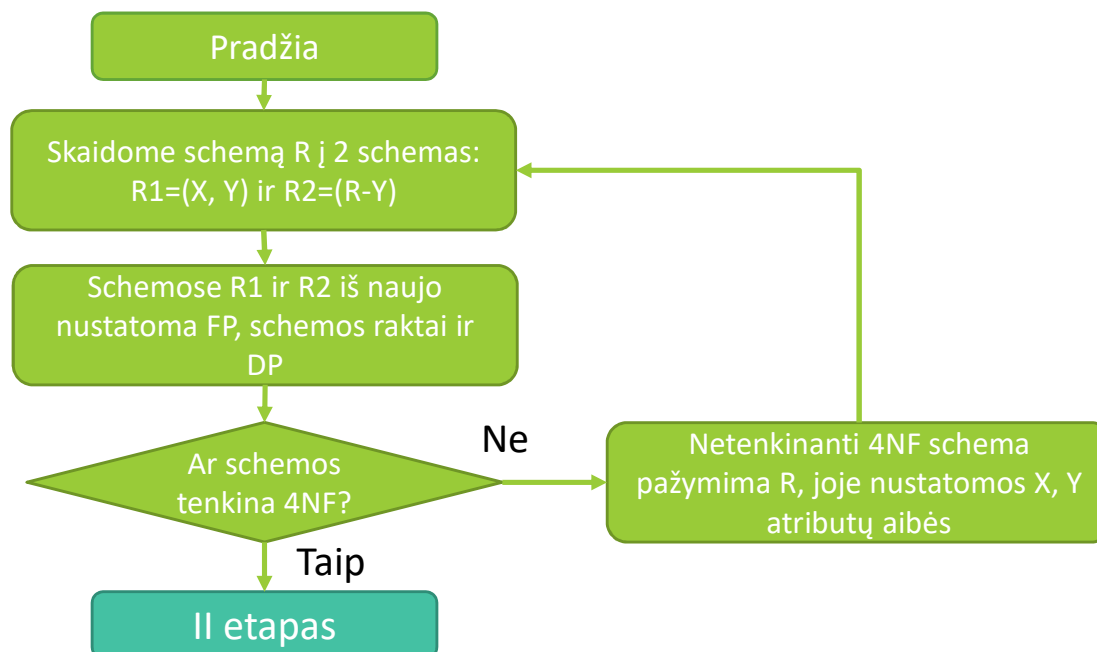 Pradžia
Skaidome schemą R į 2 schemas:
R1=(X, Y) ir R2=(R-Y)
Schemose R1 ir R2 iš naujo
nustatoma FP, schemos raktai ir
DP
Ar schemos
tenkina 4NF?
Ne
Netenkinanti 4NF schema
pažymima R, joje nustatomos X, Y
atributų aibės
Taip
II etapas